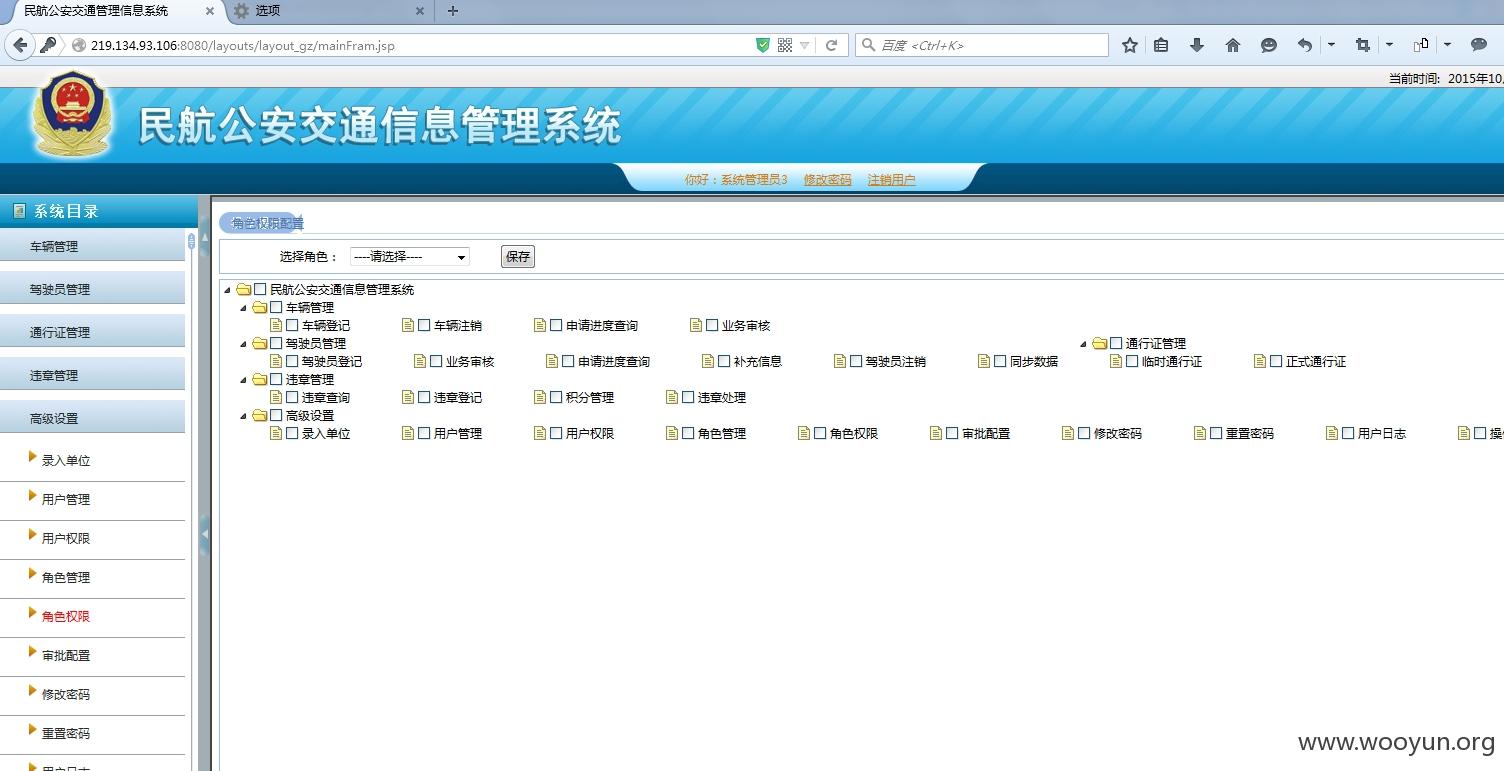 民航公安交通管理信息系统
选项
219.134.93.106:8080/layouts/layout_gz/mainFram.jsp
百度 <Ctrl+K>
当前时间: 2015年10
民航公安交通信息管理系统
你好：系统管理员3 修改密码 注销用户
系统目录
车辆管理
驾驶员管理
通行证管理
违章管理
高级设置
录入单位
用户管理
用户权限
角色管理
角色权限
审批配置
修改密码
重置密码
用户日志
角色权限配置
选择角色： ----请选择---- 保存
民航公安交通信息管理系统
车辆管理
车辆登记 车辆注销 申请进度查询 业务审核
驾驶员管理 通行证管理
驾驶员登记 业务审核 申请进度查询 补充信息 驾驶员注销 同步数据 临时通行证 正式通行证
违章管理
违章查询 违章登记 积分管理 违章处理
高级设置
录入单位 用户管理 用户权限 角色管理 角色权限 审批配置 修改密码 重置密码 用户日志
www.wooyun.org